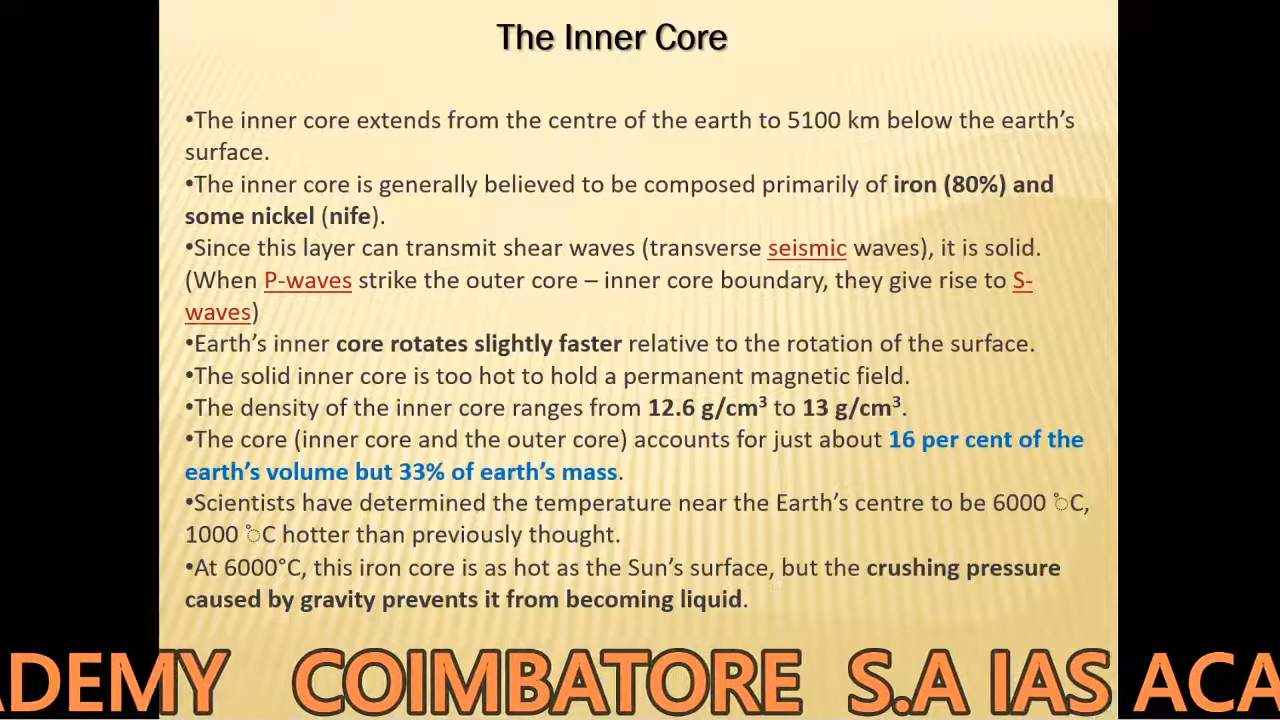 The Inner Core
•The inner core extends from the centre of the earth to 5100 km below the earth’s
surface.
•The inner core is generally believed to be composed primarily of iron (80%) and
some nickel (nife).
•Since this layer can transmit shear waves (transverse seismic waves), it is solid.
(When P-waves strike the outer core – inner core boundary, they give rise to S-
waves)
•Earth’s inner core rotates slightly faster relative to the rotation of the surface.
•The solid inner core is too hot to hold a permanent magnetic field.
•The density of the inner core ranges from 12.6 g/cm³ to 13 g/cm³.
•The core (inner core and the outer core) accounts for just about 16 per cent of the
earth’s volume but 33% of earth’s mass.
•Scientists have determined the temperature near the Earth’s centre to be 6000 ̊C,
1000 ̊C hotter than previously thought.
•At 6000°C, this iron core is as hot as the Sun’s surface, but the crushing pressure
caused by gravity prevents it from becoming liquid.
ADEMY COIMBATORE S.A IAS ACA